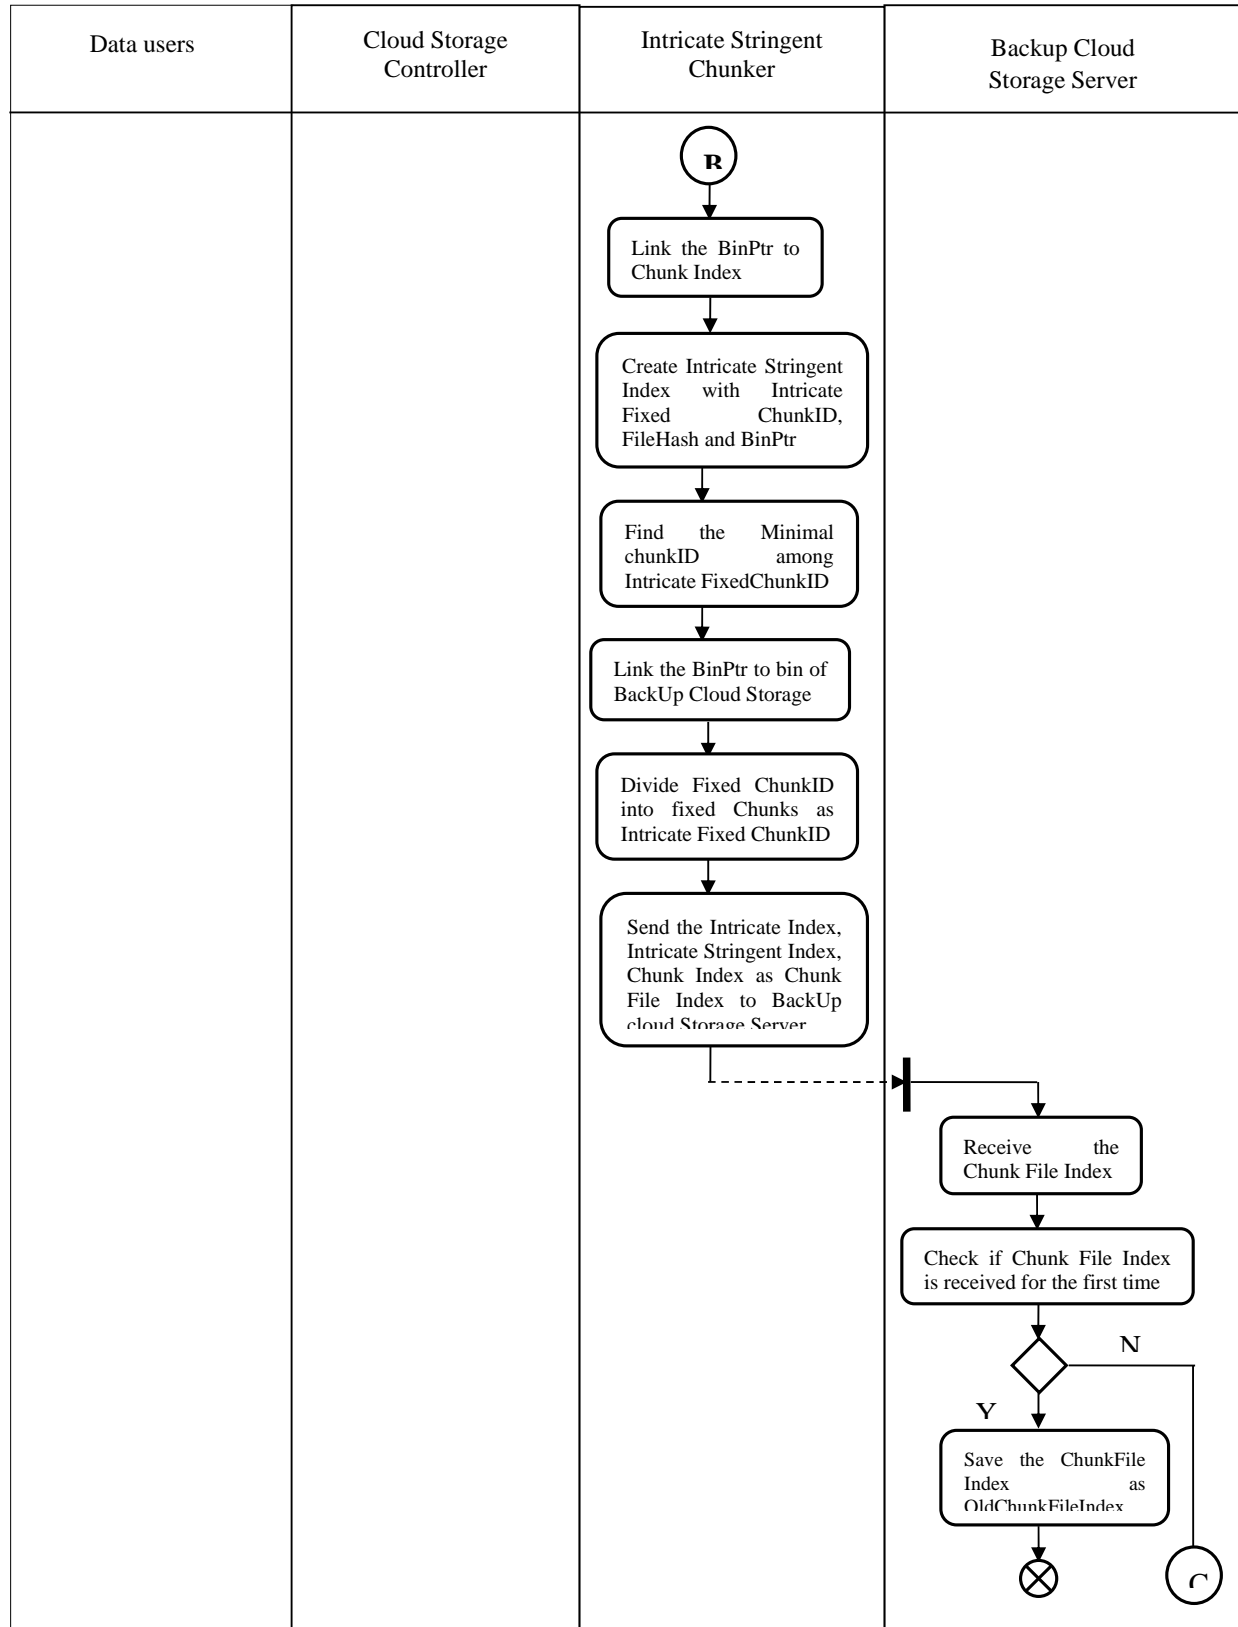 Data users
Cloud Storage
Controller
Intricate Stringent
Chunker
Backup Cloud
Storage Server
B
Link the BinPtr to
Chunk Index
Create Intricate Stringent
Index with Intricate
Fixed ChunkID,
FileHash and BinPtr
Find the Minimal
chunkID among
Intricate FixedChunkID
Link the BinPtr to bin of
BackUp Cloud Storage
Divide Fixed ChunkID
into fixed Chunks as
Intricate Fixed ChunkID
Send the Intricate Index,
Intricate Stringent Index,
Chunk Index as Chunk
File Index to BackUp
cloud Storage Server
Receive the
Chunk File Index
Check if Chunk File Index
is received for the first time
N
Y
Save the ChunkFile
Index as
OldChunkFileIndex
C